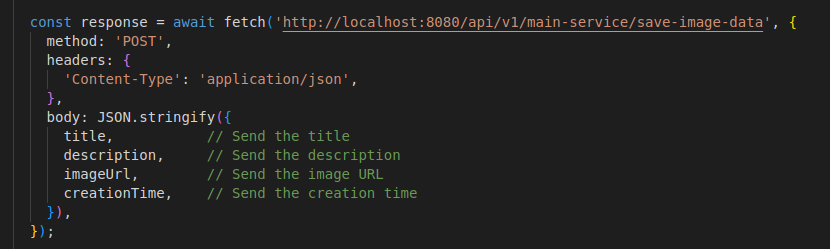 const response = await fetch('http://localhost:8080/api/v1/main-service/save-image-data', {
  method: 'POST',
  headers: {
    'Content-Type': 'application/json',
  },
  body: JSON.stringify({
    title,           // Send the title
    description,     // Send the description
    imageUrl,        // Send the image URL
    creationTime,    // Send the creation time
  }),
});